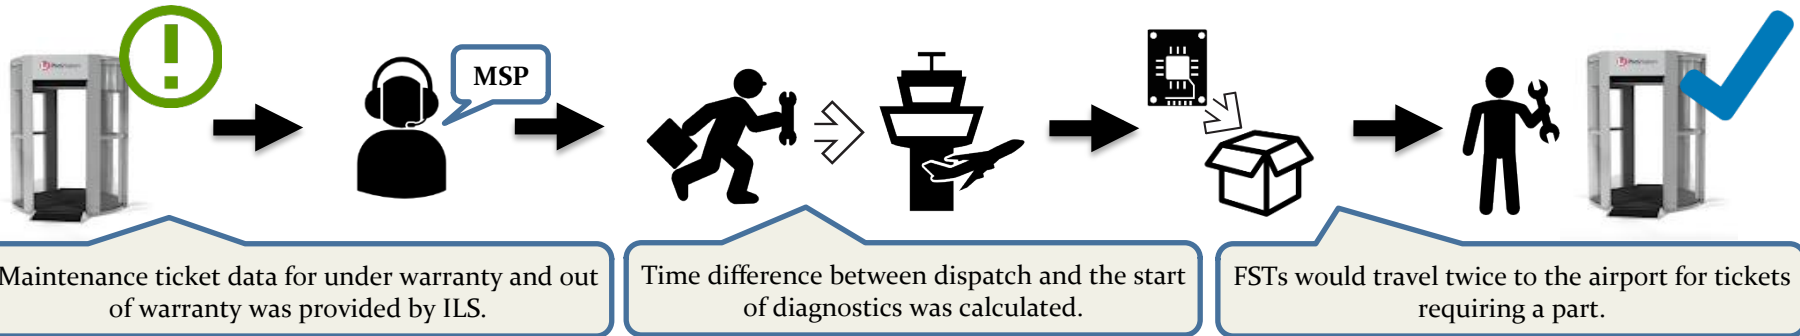 MSP
Maintenance ticket data for under warranty and out
of warranty was provided by ILS.
Time difference between dispatch and the start
of diagnostics was calculated.
FSTs would travel twice to the airport for tickets
requiring a part.